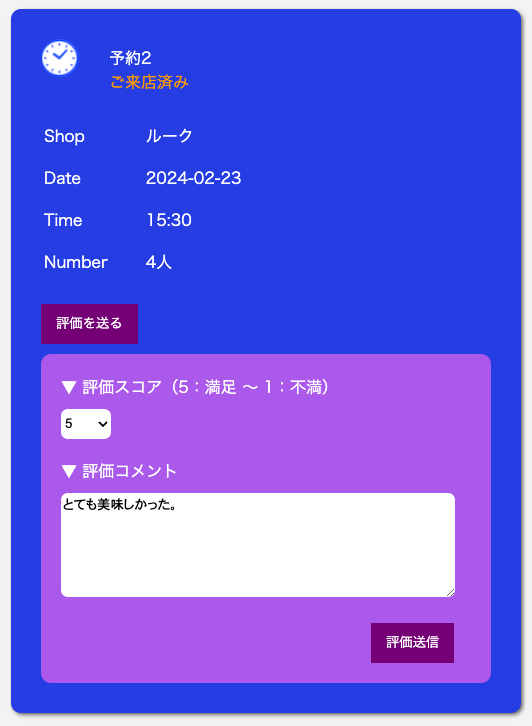 予約2
ご来店済み
Shop ルーク
Date 2024-02-23
Time 15:30
Number 4人
評価を送る
▼ 評価スコア（5：満足 〜 1：不満）
5
▼ 評価コメント
とても美味しかった。
評価送信